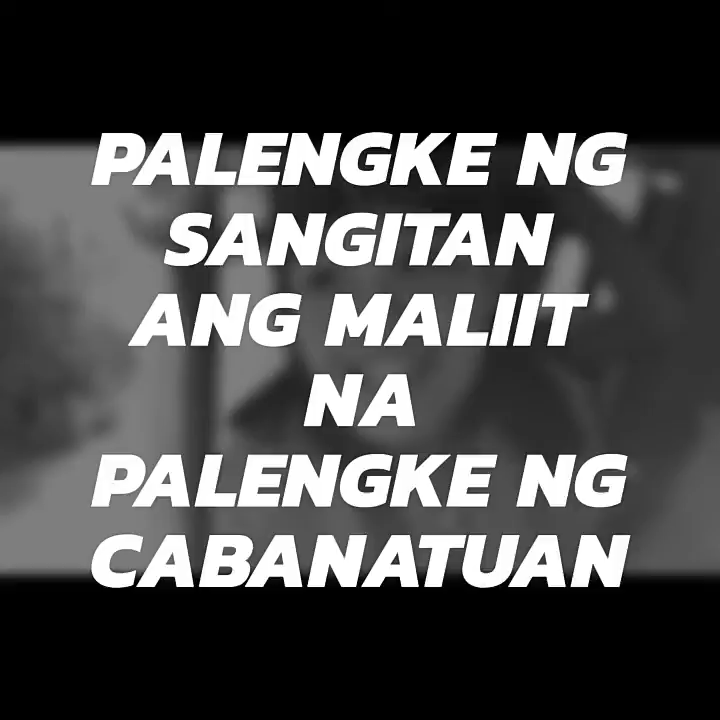 PALENGKE NG
SANGITAN
ANG MALIIT
NA
PALENGKE NG
CABANATUAN